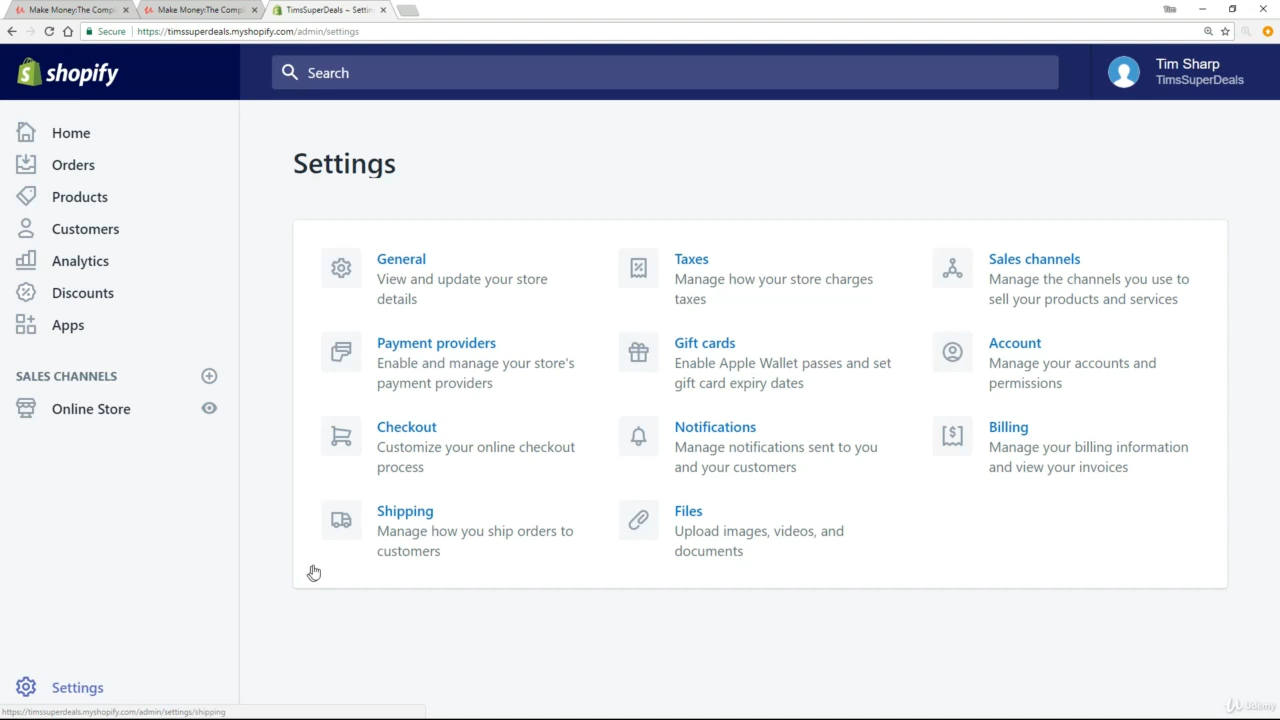 Make Money:The Compl
Make Money:The Compl
TimsSuperDeals ~ Settin
Tim
Secure
https://timssuperdeals.myshopify.com/admin/settings
shopify
Search
Tim Sharp
TimsSuperDeals
Home
Orders
Products
Customers
Analytics
Discounts
Apps
SALES CHANNELS
Online Store
Settings
Settings
General
View and update your store
details
Taxes
Manage how your store charges
taxes
Sales channels
Manage the channels you use to
sell your products and services
Payment providers
Enable and manage your store's
payment providers
Gift cards
Enable Apple Wallet passes and set
gift card expiry dates
Account
Manage your accounts and
permissions
Checkout
Customize your online checkout
process
Notifications
Manage notifications sent to you
and your customers
Billing
Manage your billing information
and view your invoices
Shipping
Manage how you ship orders to
customers
Files
Upload images, videos, and
documents
https://timssuperdeals.myshopify.com/admin/settings/shipping
Udemy